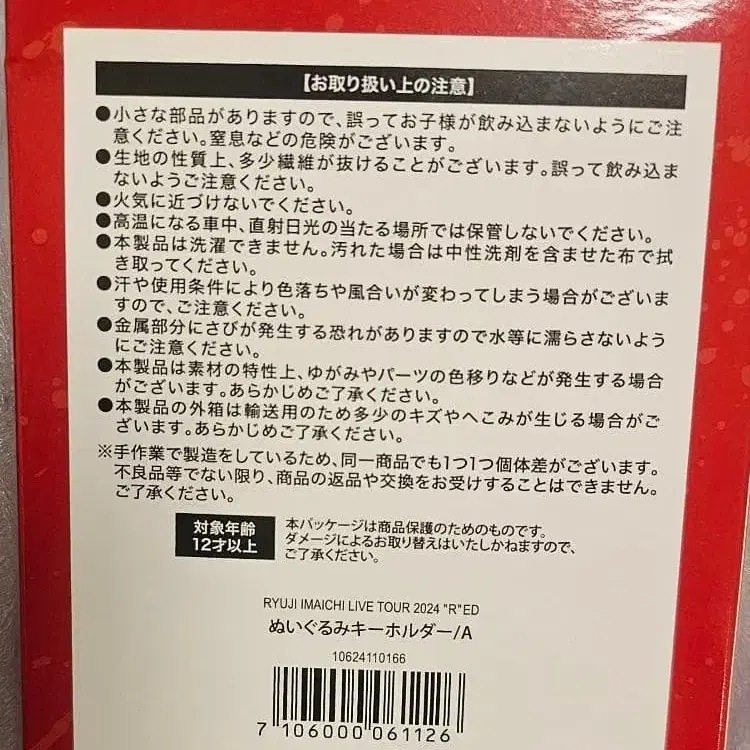 【お取り扱い上の注意】
●小さな部品がありますので、誤ってお子様が飲み込まないようにご注
意ください。窒息などの危険がございます。
●生地の性質上、多少繊維が抜けることがございます。誤って飲み込ま
ないようご注意ください。
●火気に近づけないでください。
●高温になる車中、直射日光の当たる場所では保管しないでください。
●本製品は洗濯できません。汚れた場合は中性洗剤を含ませた布で拭
き取ってください。
●汗や使用条件により色落ちや風合いが変わってしまう場合がございま
すので、ご注意ください。
●金属部分にさびが発生する恐れがありますので水等に濡らさないよう
にご注意ください。
●本製品は素材の特性上、ゆがみやパーツの色移りなどが発生する場合
がございます。あらかじめご了承ください。
●本製品の外箱は輸送用のため多少のキズやへこみが生じる場合がご
ざいます。あらかじめご了承ください。
※手作業で製造をしているため、同一商品でも1つ1つ個体差がございます。
不良品等でない限り、商品の返品や交換をお受けすることはできません。
ご了承ください。
対象年齢
12才以上
本パッケージは商品保護のためのものです。
ダメージによるお取り替えはいたしかねますので、
ご了承ください。
RYUJI IMAICHI LIVE TOUR 2024 "R"ED
ぬいぐるみキーホルダー/A
10624110166
7 106000 061126